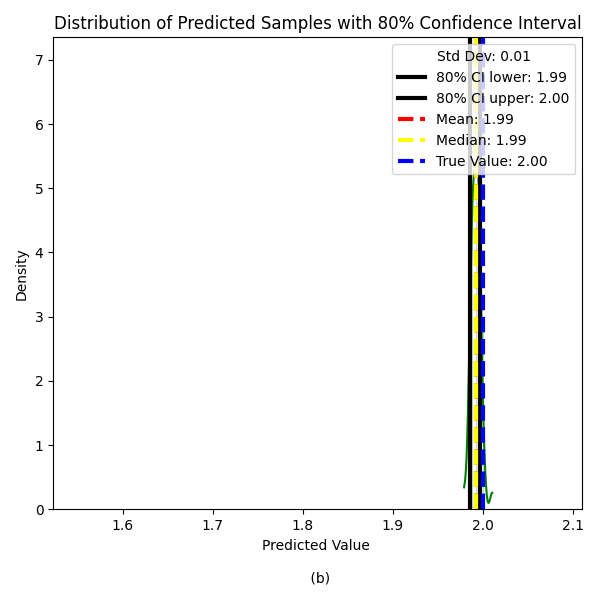 Distribution of Predicted Samples with 80% Confidence Interval
7
6
5
4
3
2
1
0
Density
Std Dev: 0.01
80% CI lower: 1.99
80% CI upper: 2.00
Mean: 1.99
Median: 1.99
True Value: 2.00
1.6 1.7 1.8 1.9 2.0 2.1
Predicted Value
(b)